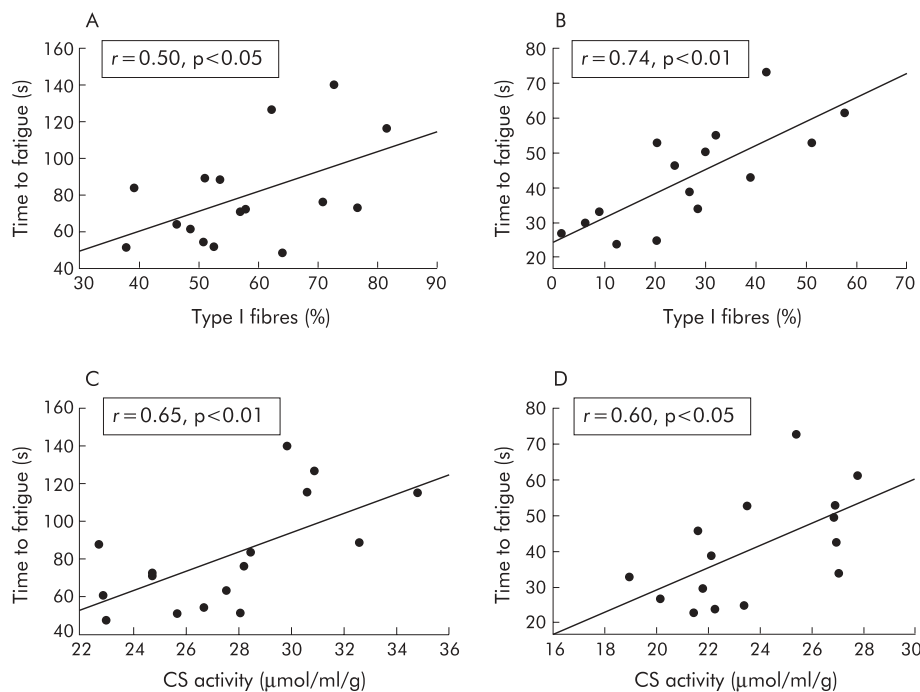 A
r = 0.50, p<0.05
Time to fatigue (s)
160
140
120
100
80
60
40
30 40 50 60 70 80 90
Type I fibres (%)
B
r = 0.74, p<0.01
Time to fatigue (s)
80
70
60
50
40
30
20
0 10 20 30 40 50 60 70
Type I fibres (%)
C
r = 0.65, p<0.01
Time to fatigue (s)
160
140
120
100
80
60
40
22 24 26 28 30 32 34 36
CS activity (μmol/ml/g)
D
r = 0.60, p<0.05
Time to fatigue (s)
80
70
60
50
40
30
20
16 18 20 22 24 26 28 30
CS activity (μmol/ml/g)